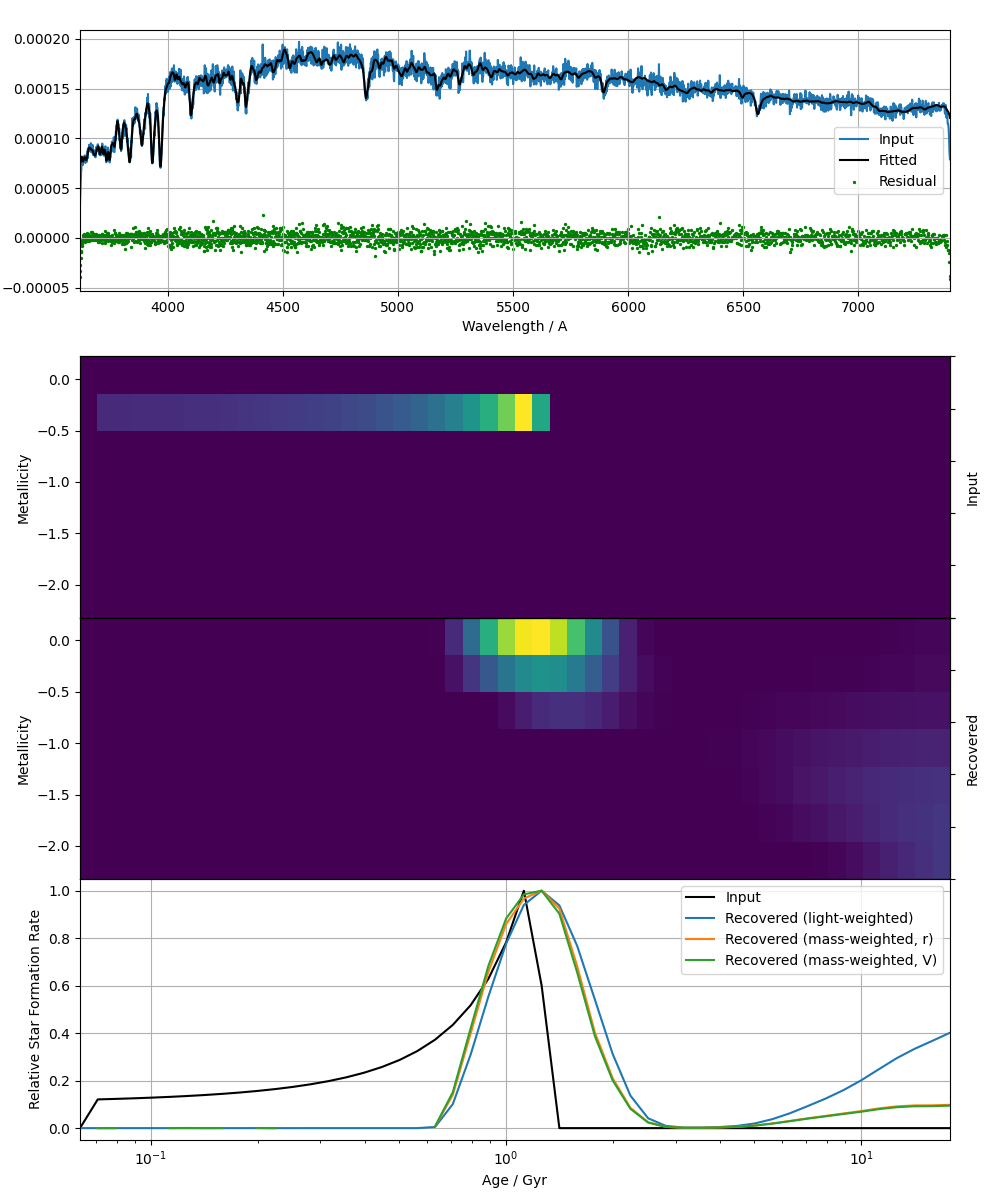 0.00020
0.00015
0.00010
0.00005
0.00000
−0.00005
Input
Fitted
Residual
4000 4500 5000 5500 6000 6500 7000
Wavelength / A
0.0
−0.5
−1.0
−1.5
−2.0
Metallicity
Input
0.0
−0.5
−1.0
−1.5
−2.0
Metallicity
Recovered
1.0
0.8
0.6
0.4
0.2
0.0
Relative Star Formation Rate
Input
Recovered (light-weighted)
Recovered (mass-weighted, r)
Recovered (mass-weighted, V)
10⁻¹ 10⁰ 10¹
Age / Gyr